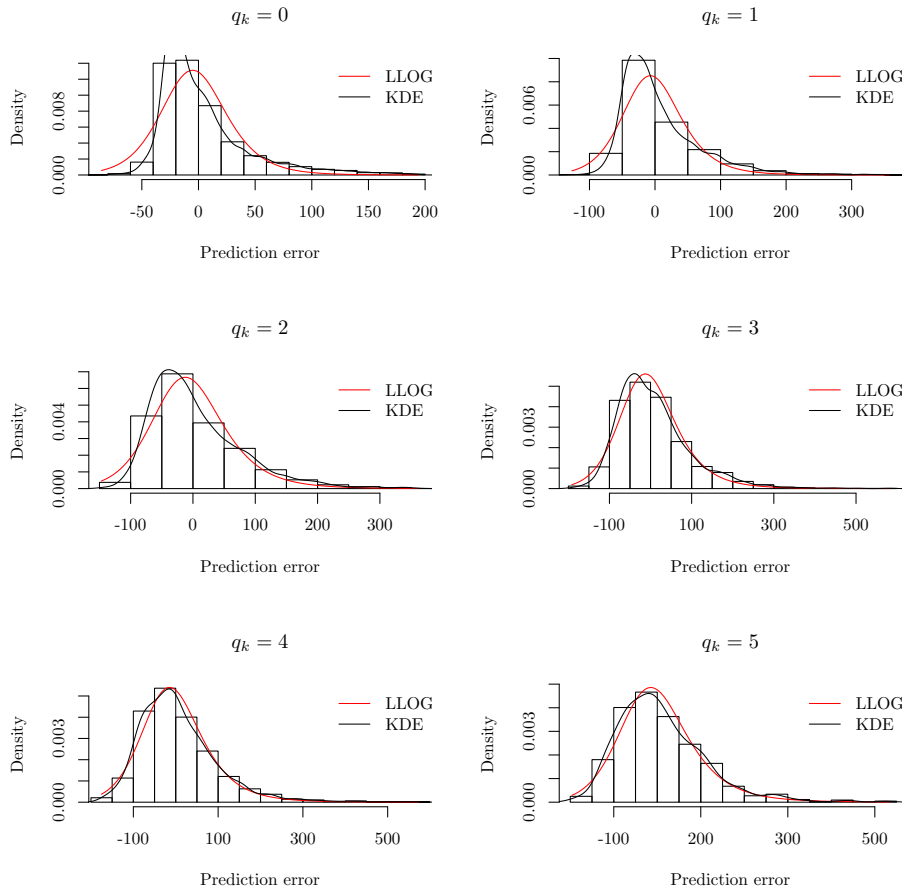 q_k = 0
Density
0.000
0.008
LLOG
KDE
-50 0 50 100 150 200
Prediction error
q_k = 1
Density
0.000
0.006
LLOG
KDE
-100 0 100 200 300
Prediction error
q_k = 2
Density
0.000
0.004
LLOG
KDE
-100 0 100 200 300
Prediction error
q_k = 3
Density
0.000
0.003
LLOG
KDE
-100 100 300 500
Prediction error
q_k = 4
Density
0.000
0.003
LLOG
KDE
-100 100 300 500
Prediction error
q_k = 5
Density
0.000
0.003
LLOG
KDE
-100 200 500
Prediction error